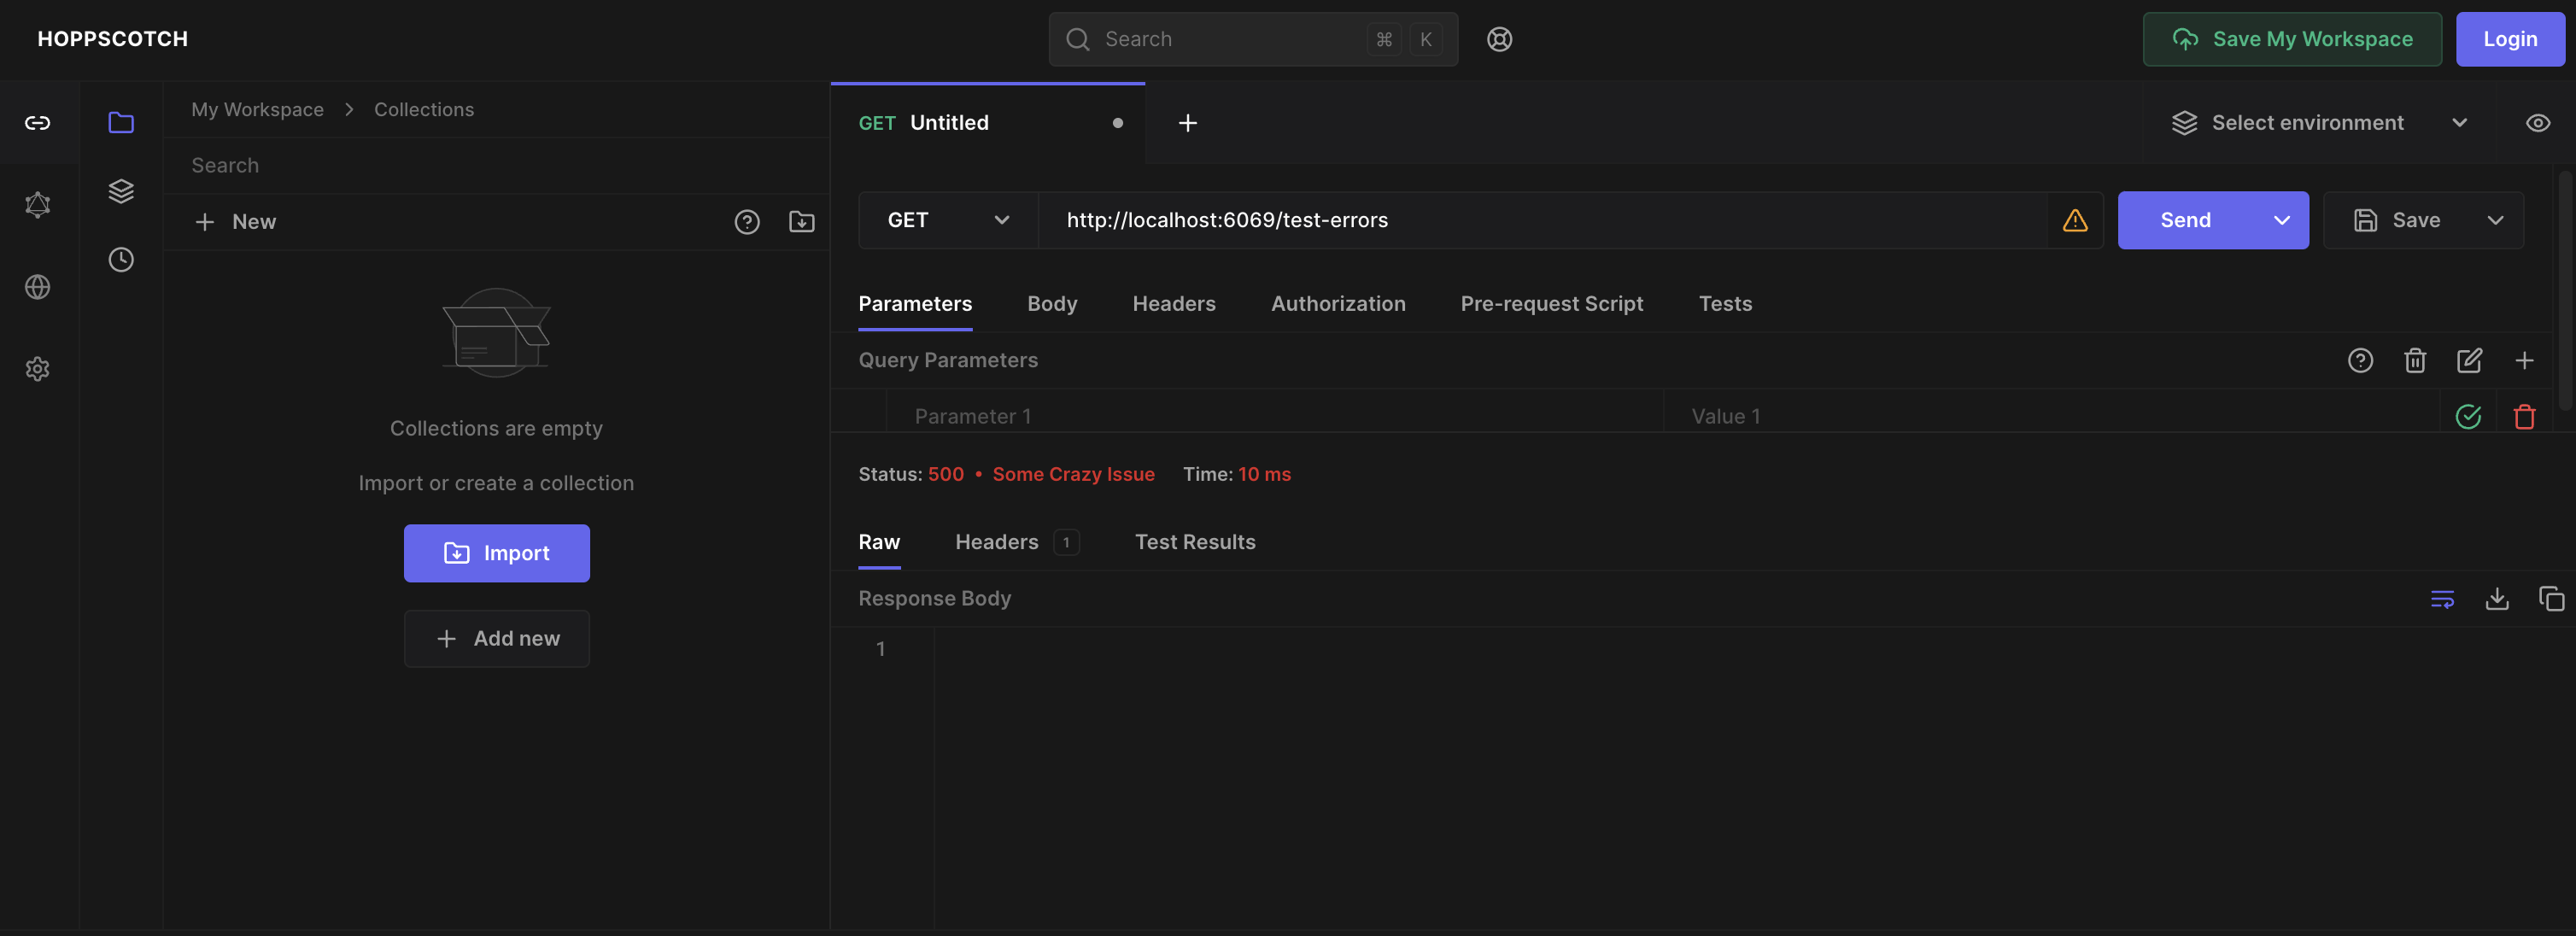 HOPPSCOTCH
Search ⌘ K
Save My Workspace
Login
My Workspace > Collections
Search
New
Collections are empty
Import or create a collection
Import
Add new
GET Untitled
Select environment
GET
http://localhost:6069/test-errors
Send
Save
Parameters Body Headers Authorization Pre-request Script Tests
Query Parameters
Parameter 1 Value 1
Status: 500 • Some Crazy Issue Time: 10 ms
Raw Headers 1 Test Results
Response Body
1